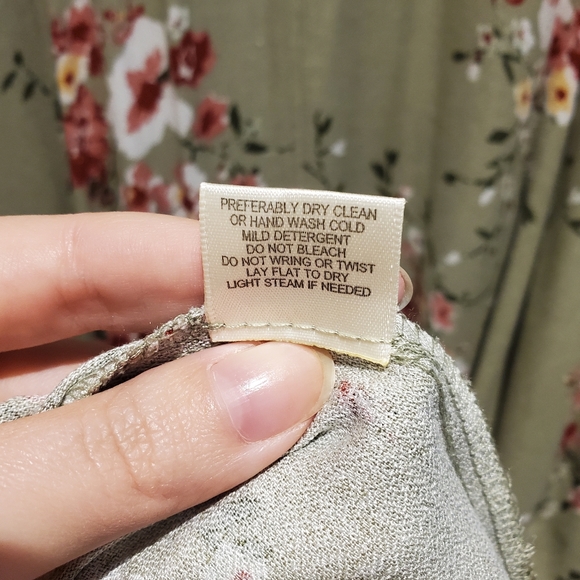 PREFERABLY DRY CLEAN
OR HAND WASH COLD
MILD DETERGENT
DO NOT BLEACH
DO NOT WRING OR TWIST
LAY FLAT TO DRY
LIGHT STEAM IF NEEDED